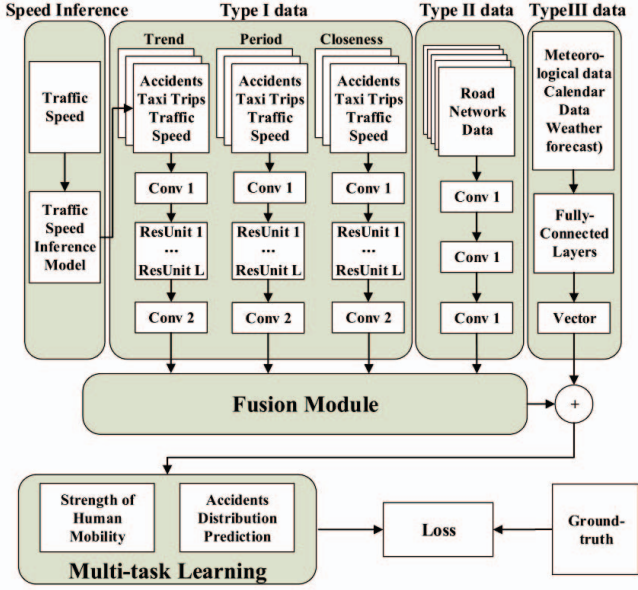 Speed Inference
Type I data
Type II data
TypeIII data
Traffic
Speed
Traffic
Speed
Inference
Model
Trend
Period
Closeness
Accidents
Taxi Trips
Traffic
Speed
Accidents
Taxi Trips
Traffic
Speed
Accidents
Taxi Trips
Traffic
Speed
Conv 1
Conv 1
Conv 1
ResUnit 1
...
ResUnit L
ResUnit 1
...
ResUnit L
ResUnit 1
...
ResUnit L
Conv 2
Conv 2
Conv 2
Road
Network
Data
Conv 1
Conv 1
Conv 1
Meteoro-
logical data
Calendar
Data
Weather
forecast)
Fully-
Connected
Layers
Vector
Fusion Module
+
Strength of
Human
Mobility
Accidents
Distribution
Prediction
Multi-task Learning
Loss
Ground-
truth